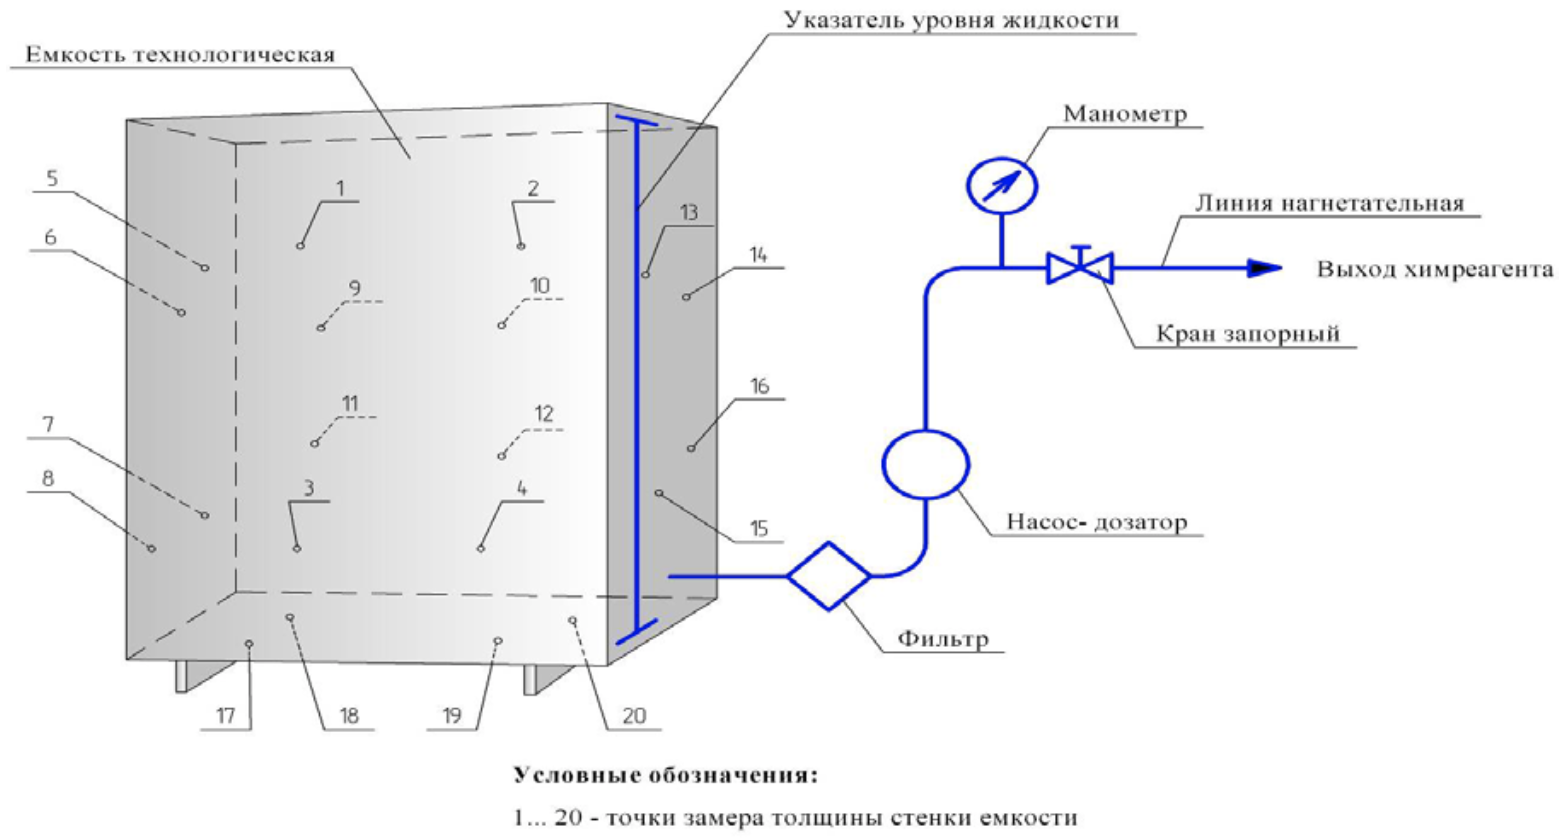 Указатель уровня жидкости
Емкость технологическая
Манометр
5
1
2
13
Линия нагнетательная
6
14
Выход химреагента
9
10
Кран запорный
11
12
16
7
8
3
4
15
Насос- дозатор
Фильтр
17
18
19
20
Условные обозначения:
1... 20 - точки замера толщины стенки емкости